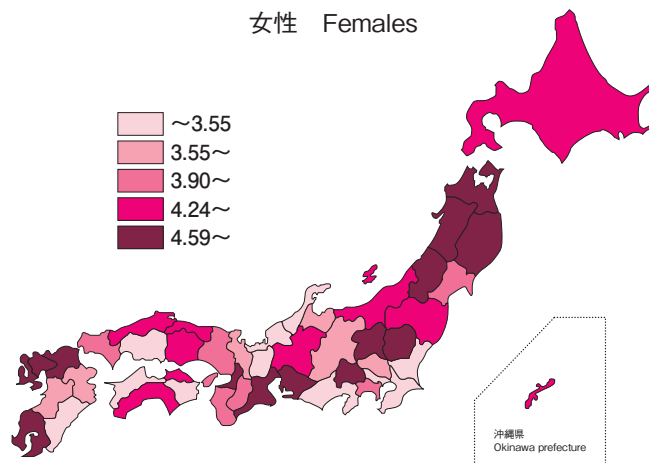 女性　Females
～3.55
3.55～
3.90～
4.24～
4.59～
沖縄県
Okinawa prefecture